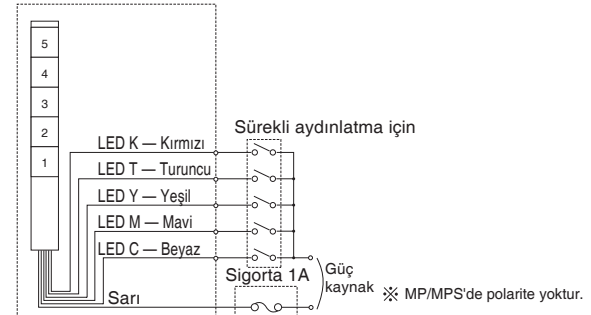 5
4
3
2
1
Sürekli aydınlatma için
LED K — Kırmızı
LED T — Turuncu
LED Y — Yeşil
LED M — Mavi
LED C — Beyaz
Sigorta 1A
Sarı
Güç
kaynak
※ MP/MPS'de polarite yoktur.